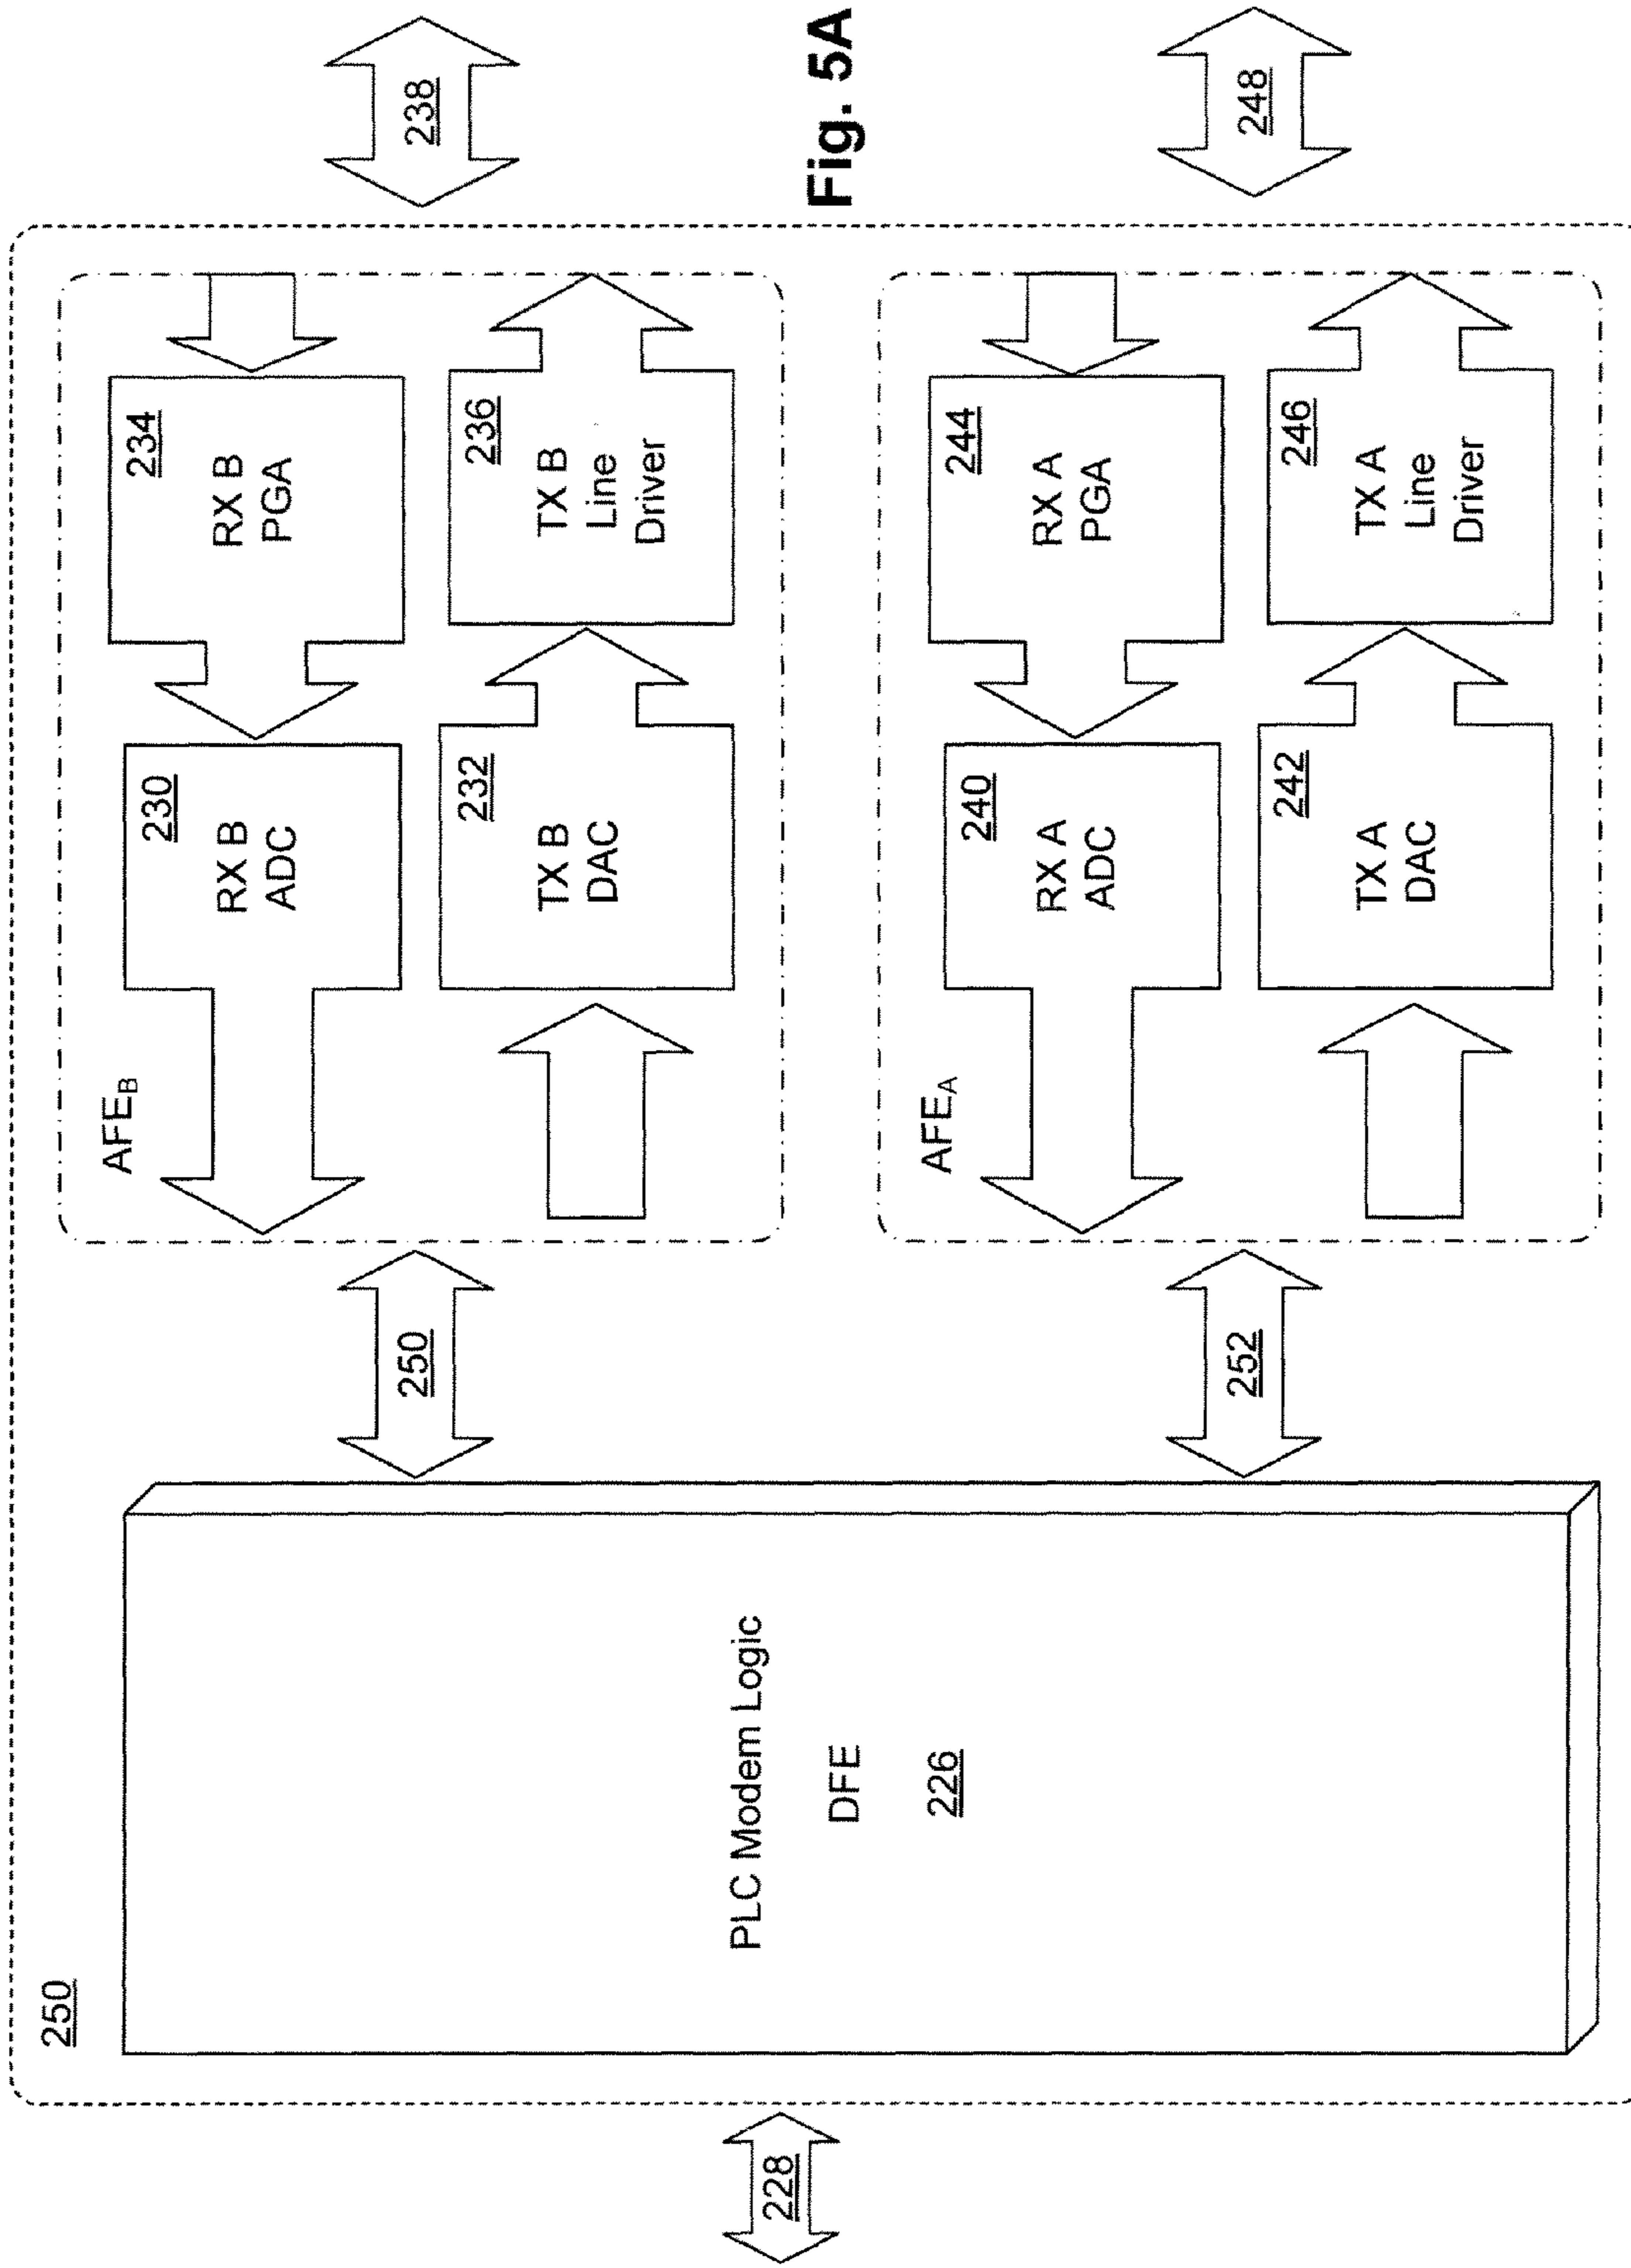 228
250
PLC Modem Logic
DFE
226
250
252
AFEB
230
RX B
ADC
234
RX B
PGA
232
TX B
DAC
236
TX B
Line
Driver
AFEA
240
RX A
ADC
244
RX A
PGA
242
TX A
DAC
246
TX A
Line
Driver
238
248
Fig. 5A